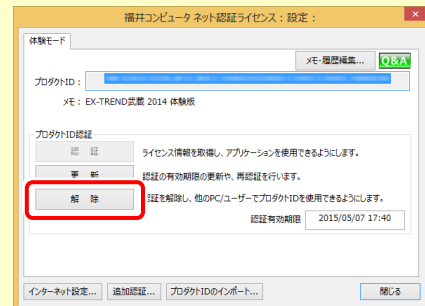 福井コンピュータ ネット認証ライセンス：設定：
体験モード
メモ・履歴編集...
Q&A
プロダクトID：
メモ： EX-TREND武蔵 2014 体験版
プロダクトID認証
認 証 ライセンス情報を取得し、アプリケーションを使用できるようにします。
更 新 認証の有効期限の更新や、再認証を行います。
解 除 認証を解除し、他のPC/ユーザーでプロダクトIDを使用できるようにします。
認証有効期限 2015/05/07 17:40
インターネット設定... 追加認証... プロダクトIDのインポート... 閉じる